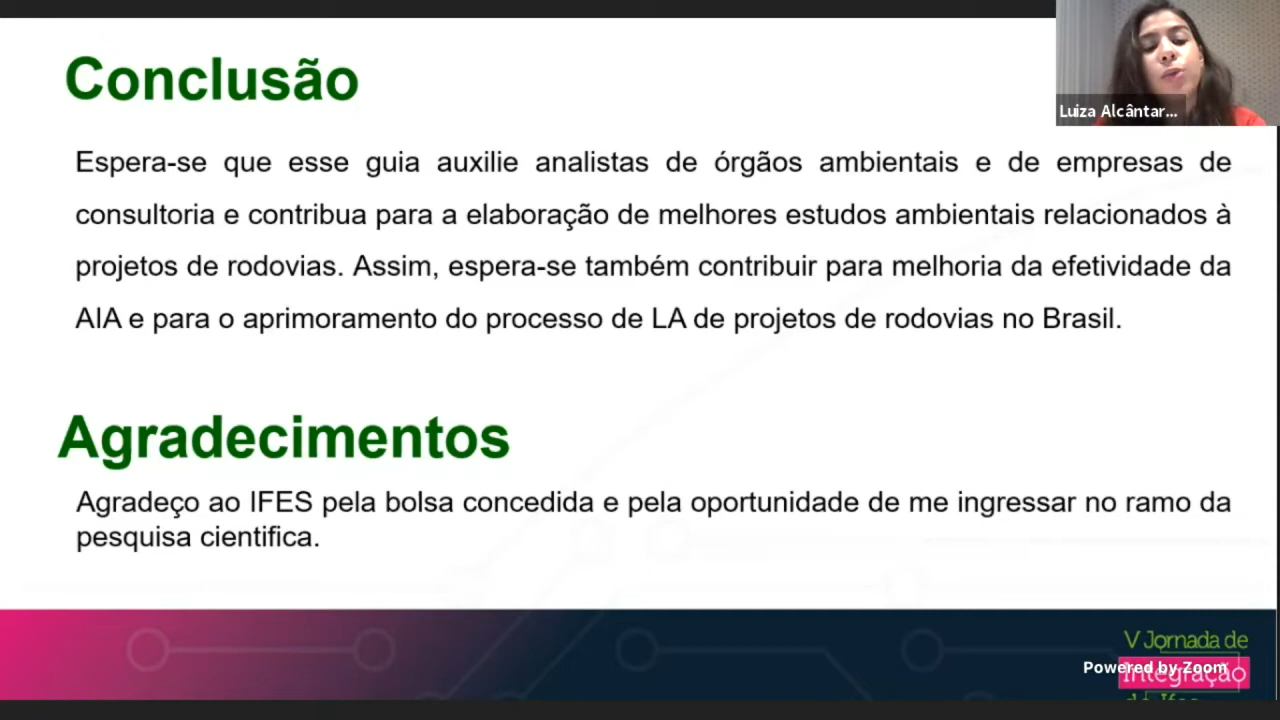 Conclusão
Luiza Alcântar...
Espera-se que esse guia auxilie analistas de órgãos ambientais e de empresas de
consultoria e contribua para a elaboração de melhores estudos ambientais relacionados à
projetos de rodovias. Assim, espera-se também contribuir para melhoria da efetividade da
AIA e para o aprimoramento do processo de LA de projetos de rodovias no Brasil.
Agradecimentos
Agradeço ao IFES pela bolsa concedida e pela oportunidade de me ingressar no ramo da
pesquisa cientifica.
V Jornada de
Powered by Zoom
Integração
do Ifes